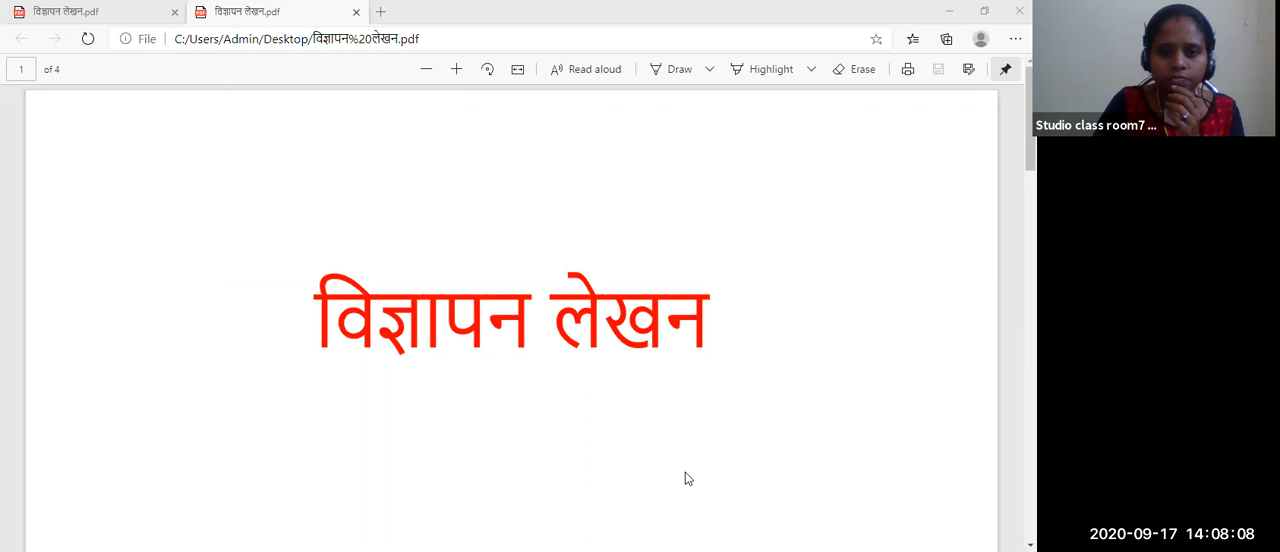 विज्ञापन लेखन.pdf
विज्ञापन लेखन.pdf
File
C:/Users/Admin/Desktop/विज्ञापन%20लेखन.pdf
1 of 4
Read aloud
Draw
Highlight
Erase
Studio class room7 ...
विज्ञापन लेखन
2020-09-17 14:08:08